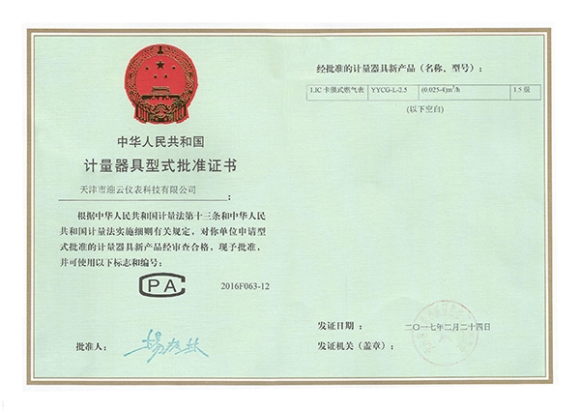 中华人民共和国
计量器具型式批准证书
天津市 云仪表科技有限公司 :
根据中华人民共和国计量法第十三条和中华人民
共和国计量法实施细则有关规定，对你单位申请型
式批准的计量器具新产品经审查合格，现予批准，
并可使用以下标志和编号：
CPA 2016F063-12
批准人：
经批准的计量器具新产品（名称、型号）：
1.IC 卡膜式燃气表 YYCG-L-2.5 (0.025-4)m³/h 1.5 级
(以下空白)
发证日期： 二〇一七年二月二十四日
发证机关（盖章）：